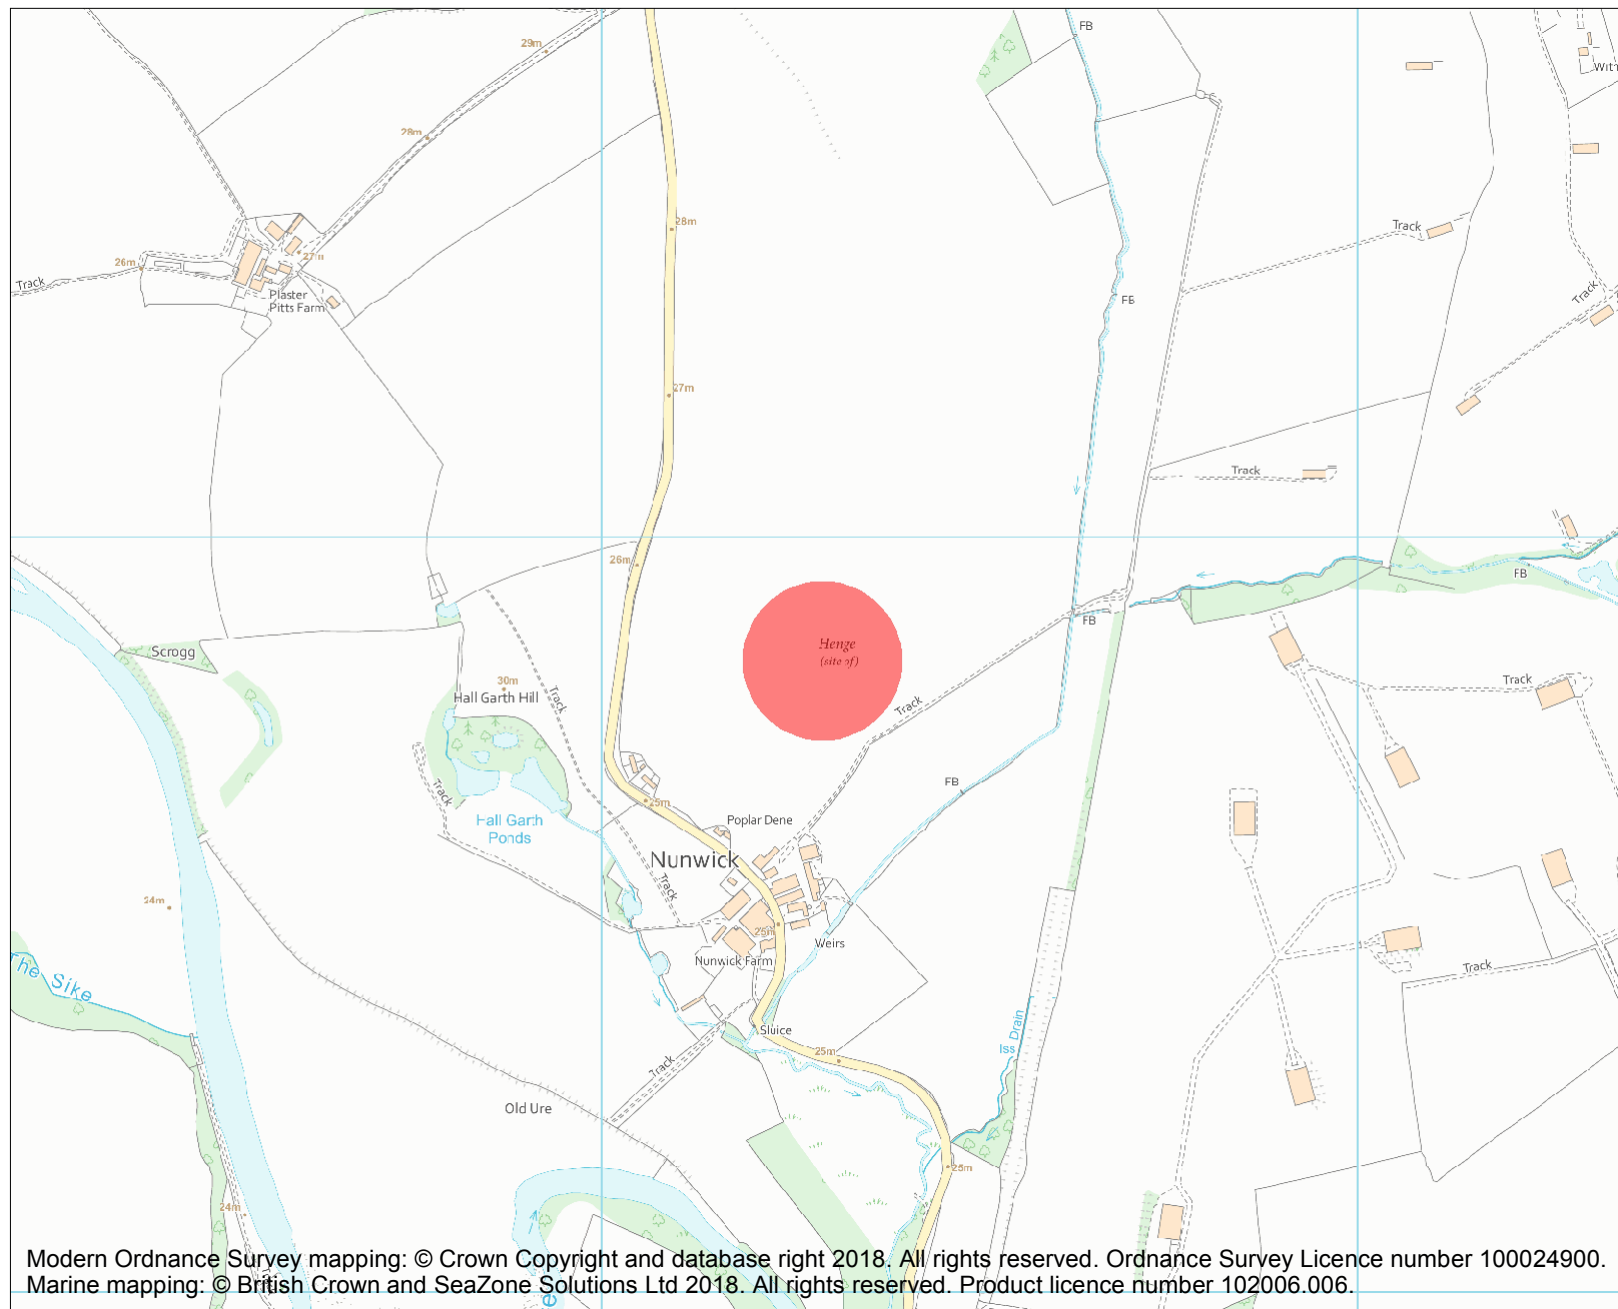 FB
29m
With
28m
28m
Track
26m
27m
Track
Plaster
Pitts Farm
FB
Track
27m
Track
26m
FB
FB
Henge
(site of)
Scrogg
30m
Hall Garth Hill
Track
Track
Track
Track
FB
25m
Hall Garth
Ponds
Poplar Dene
Nunwick
Track
24m
25m
Weirs
Nunwick Farm
Track
The Sike
Sluice
Iss Drain
25m
Track
Old Ure
25m
24m
Modern Ordnance Survey mapping: © Crown Copyright and database right 2018. All rights reserved. Ordnance Survey Licence number 100024900.
Marine mapping: © British Crown and SeaZone Solutions Ltd 2018. All rights reserved. Product licence number 102006.006.